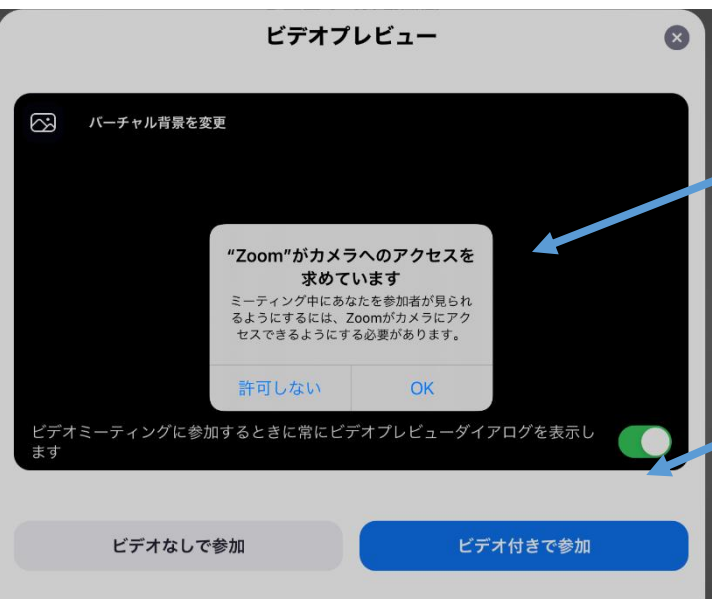 ビデオプレビュー
バーチャル背景を変更
“Zoom”がカメラへのアクセスを
求めています
ミーティング中にあなたを参加者が見られ
るようにするには、Zoomがカメラにアク
セスできるようにする必要があります。
許可しない
OK
ビデオミーティングに参加するときに常にビデオプレビューダイアログを表示し
ます
ビデオなしで参加
ビデオ付きで参加